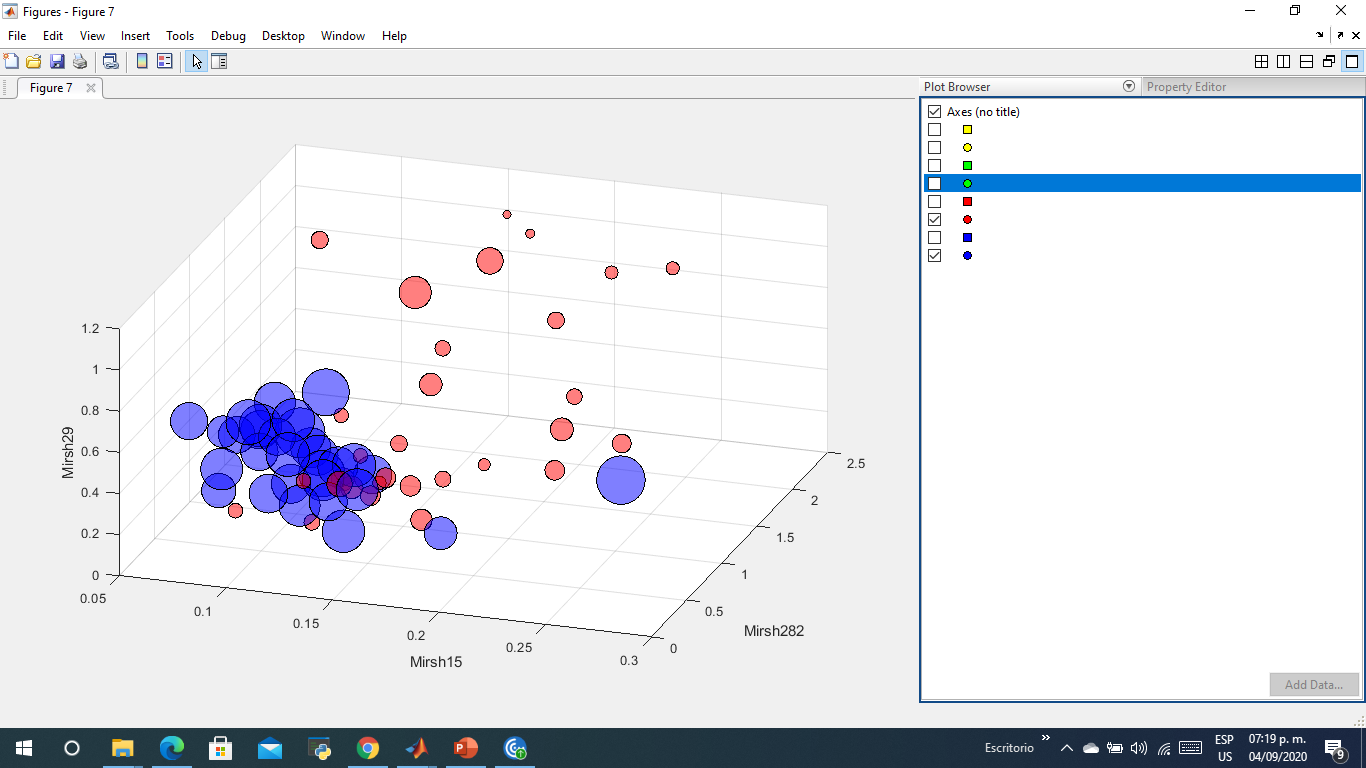 Figures - Figure 7
File Edit View Insert Tools Debug Desktop Window Help
Figure 7
Plot Browser
Property Editor
Axes (no title)
Add Data...
1.2
1
0.8
0.6
0.4
0.2
0
Mirsh29
0.05
0.1
0.15
0.2
0.25
0.3
Mirsh15
0
0.5
1
1.5
2
2.5
Mirsh282
Escritorio
ESP
US
07:19 p. m.
04/09/2020
9